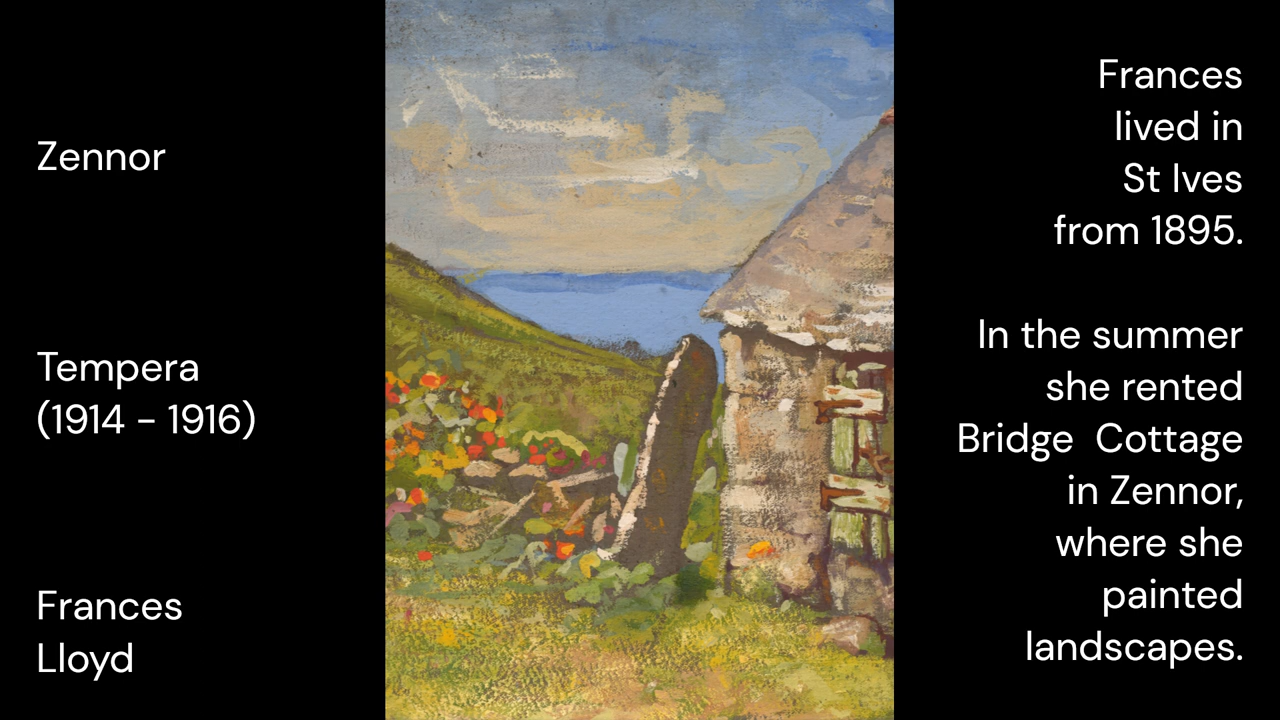 Zennor
Tempera
(1914 – 1916)
Frances
Lloyd
Frances
lived in
St Ives
from 1895.
In the summer
she rented
Bridge  Cottage
in Zennor,
where she
painted
landscapes.